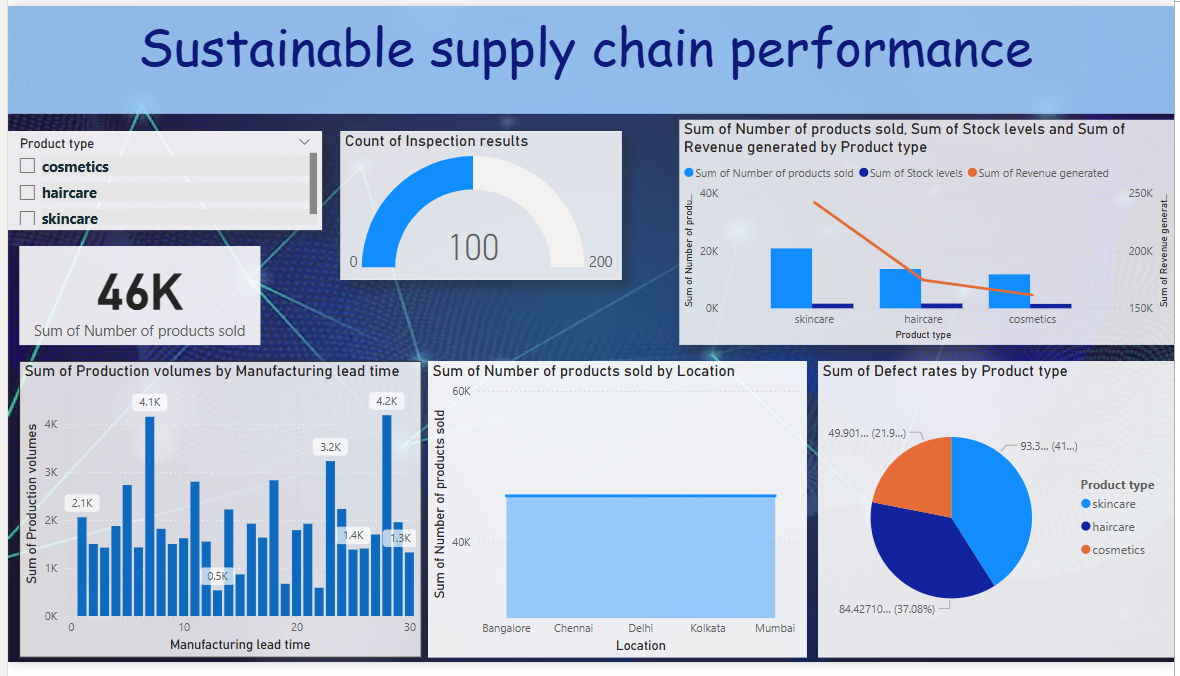 Sustainable supply chain performance
Product type
cosmetics
haircare
skincare
46K
Sum of Number of products sold
Count of Inspection results
100
0
200
Sum of Number of products sold, Sum of Stock levels and Sum of
Revenue generated by Product type
Sum of Number of products sold
Sum of Stock levels
Sum of Revenue generated
Sum of Number of produ...
40K
20K
0K
250K
200K
150K
Sum of Revenue generat...
skincare
haircare
cosmetics
Product type
Sum of Production volumes by Manufacturing lead time
Sum of Production volumes
4K
3K
2K
1K
0K
2.1K
4.1K
0.5K
3.2K
1.4K
4.2K
1.3K
0
10
20
30
Manufacturing lead time
Sum of Number of products sold by Location
Sum of Number of products sold
60K
40K
Bangalore
Chennai
Delhi
Kolkata
Mumbai
Location
Sum of Defect rates by Product type
49.901... (21.9...)
93.3... (41...)
84.42710... (37.08%)
Product type
skincare
haircare
cosmetics